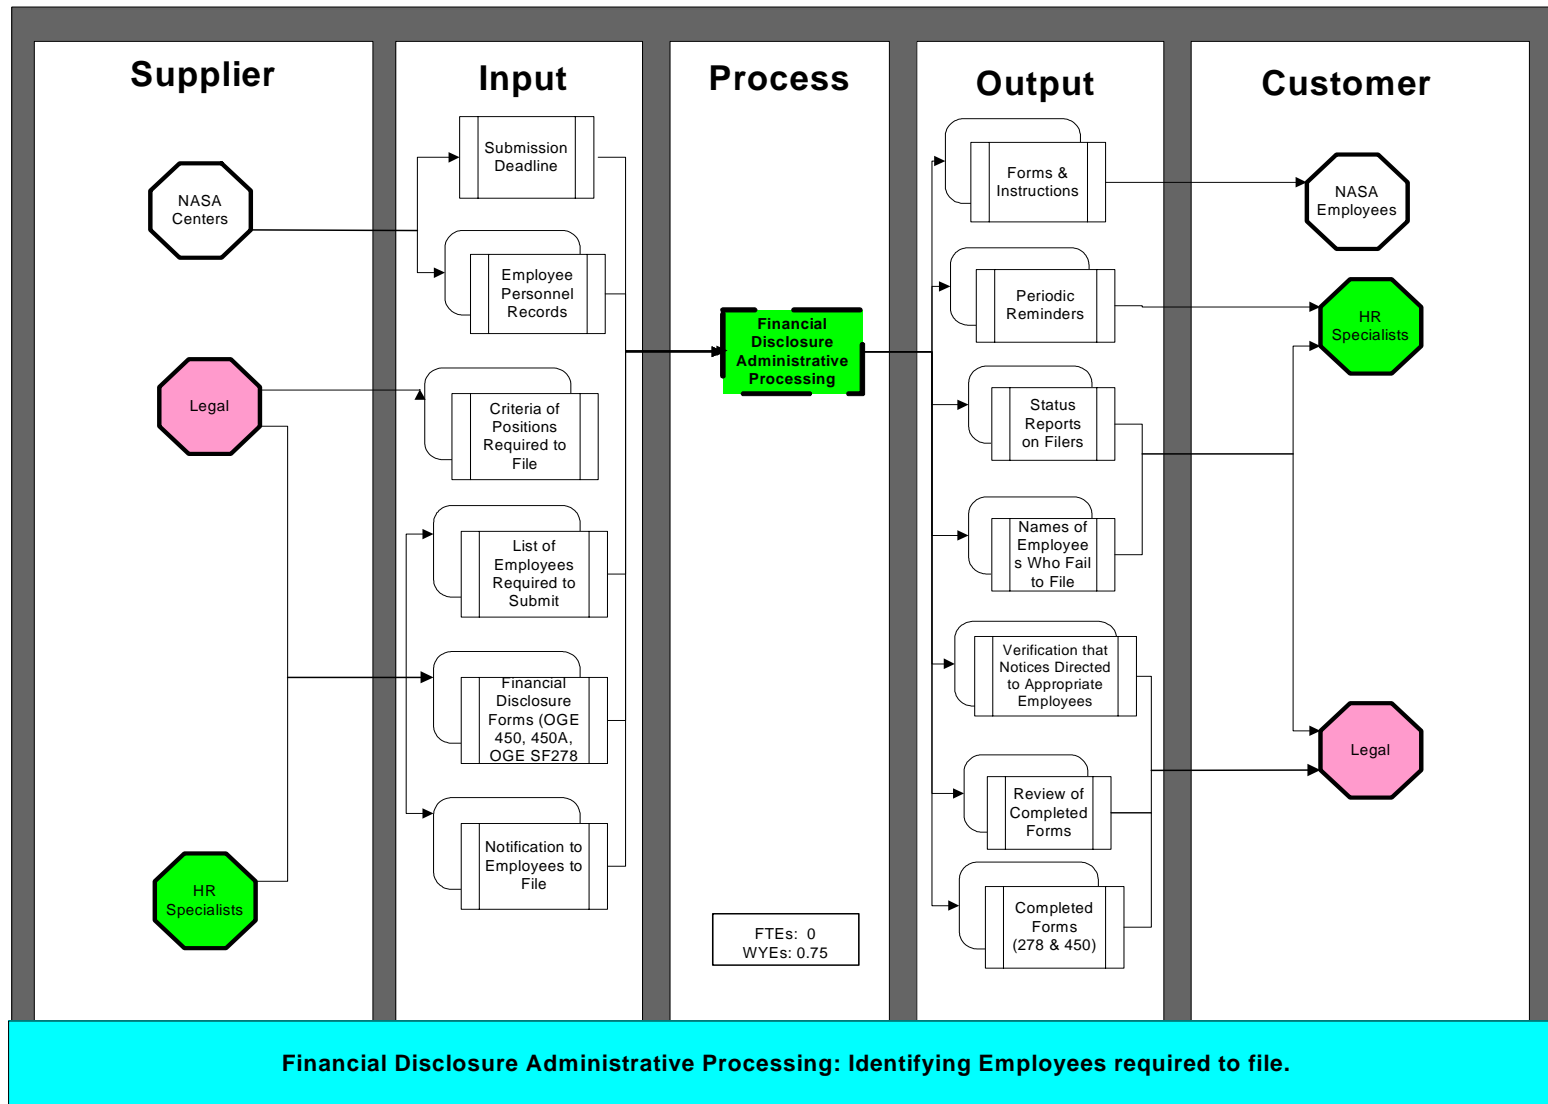 Supplier
Input
Process
Output
Customer
NASA
Centers
Legal
HR
Specialists
Submission
Deadline
Employee
Personnel
Records
Criteria of
Positions
Required to
File
List of
Employees
Required to
Submit
Financial
Disclosure
Forms (OGE
450, 450A,
OGE SF278
Notification to
Employees to
File
Financial
Disclosure
Administrative
Processing
FTEs: 0
WYEs: 0.75
Forms &
Instructions
Periodic
Reminders
Status
Reports
on Filers
Names of
Employee
s Who Fail
to File
Verification that
Notices Directed
to Appropriate
Employees
Review of
Completed
Forms
Completed
Forms
(278 & 450)
NASA
Employees
HR
Specialists
Legal
Financial Disclosure Administrative Processing: Identifying Employees required to file.